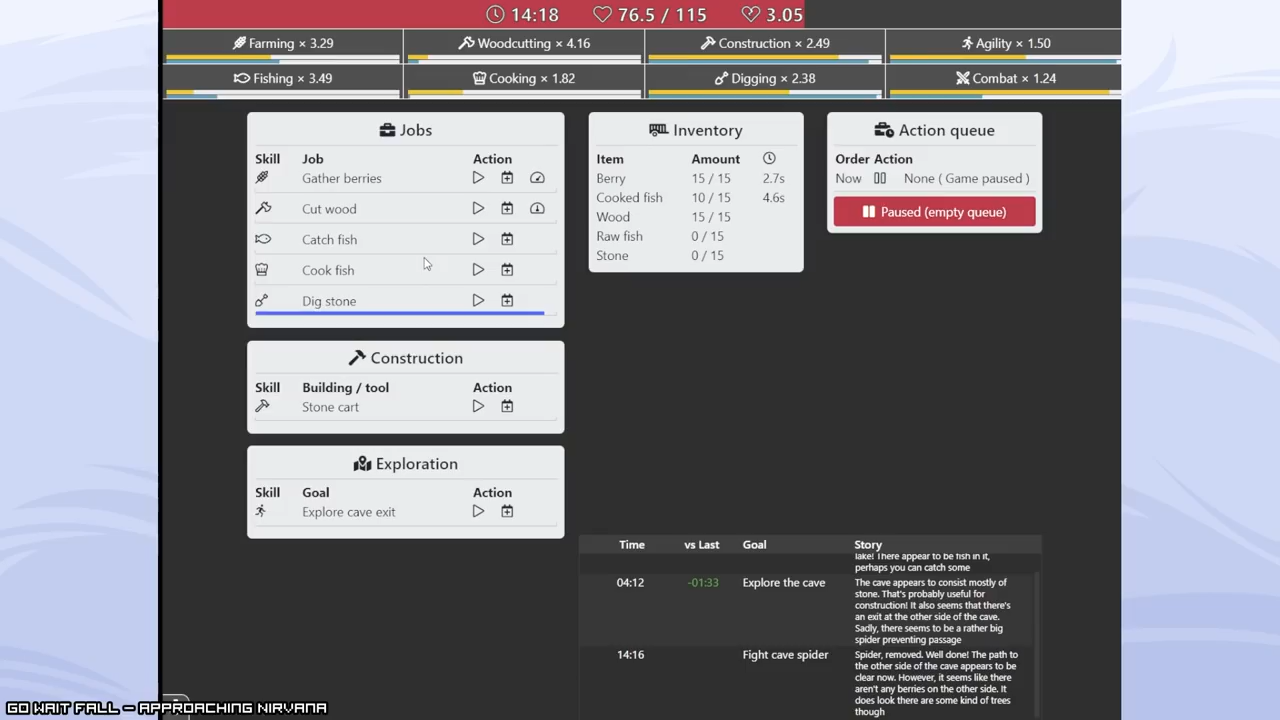 14:18 76.5 / 115 3.05
Farming × 3.29 Woodcutting × 4.16 Construction × 2.49 Agility × 1.50
Fishing × 3.49 Cooking × 1.82 Digging × 2.38 Combat × 1.24
Jobs
Skill Job Action
Gather berries
Cut wood
Catch fish
Cook fish
Dig stone
Construction
Skill Building / tool Action
Stone cart
Exploration
Skill Goal Action
Explore cave exit
Inventory
Item Amount
Berry 15 / 15 2.7s
Cooked fish 10 / 15 4.6s
Wood 15 / 15
Raw fish 0 / 15
Stone 0 / 15
Action queue
Order Action
Now None ( Game paused )
Paused (empty queue)
Time vs Last Goal Story
lake! There appear to be fish in it,
perhaps you can catch some
04:12 -01:33 Explore the cave The cave appears to consist mostly of
stone. That's probably useful for
construction! It also seems that there's
an exit at the other side of the cave.
Sadly, there seems to be a rather big
spider preventing passage
14:16 Fight cave spider Spider, removed. Well done! The path to
the other side of the cave appears to
be clear now. However, it seems like there
aren't any berries on the other side. It
does look there are some kind of trees
though
GO WAIT FALL – APPROACHING NIRVANA